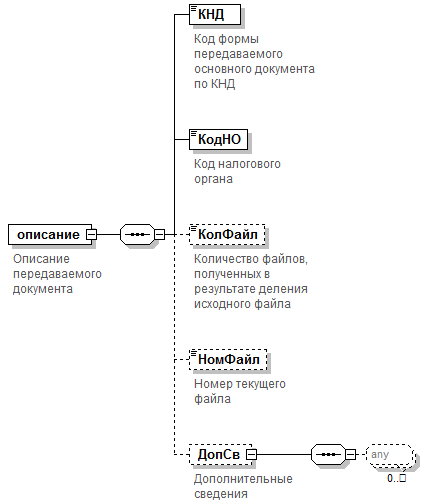 КНД
Код формы
передаваемого
основного документа
по КНД
КодНО
Код налогового
органа
описание
Описание
передаваемого
документа
КолФайл
Количество файлов,
полученных в
результате деления
исходного файла
НомФайл
Номер текущего
файла
ДопСв
Дополнительные
сведения
any
0..